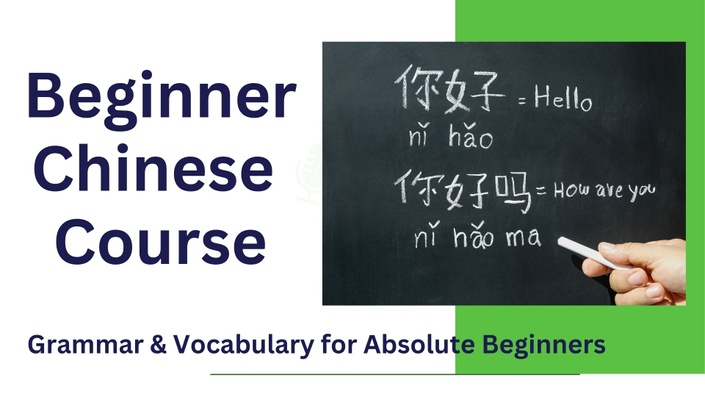 Beginner
Chinese
Course
你好 = Hello
nǐ hǎo
你好吗 = How are you
nǐ hǎo ma
Grammar & Vocabulary for Absolute Beginners